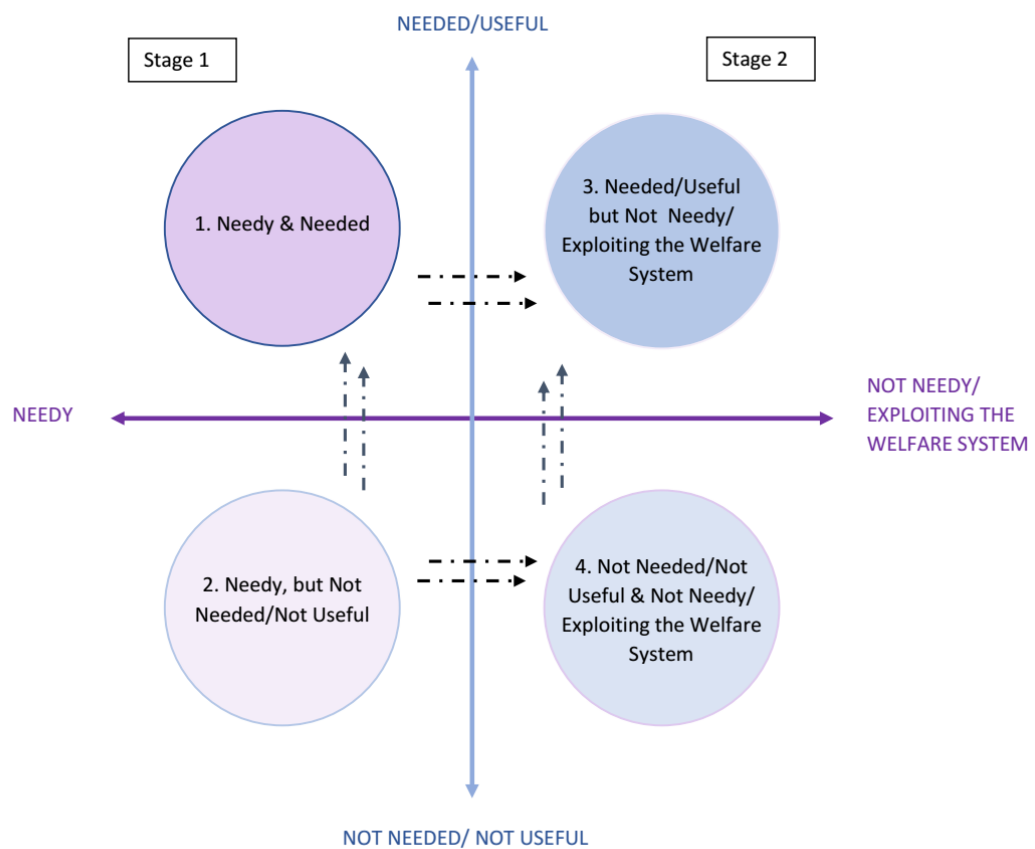 NEEDED/USEFUL
Stage 1
Stage 2
1. Needy & Needed
3. Needed/Useful
but Not Needy/
Exploiting the Welfare
System
NEEDY
NOT NEEDY/
EXPLOITING THE
WELFARE SYSTEM
2. Needy, but Not
Needed/Not Useful
4. Not Needed/Not
Useful & Not Needy/
Exploiting the Welfare
System
NOT NEEDED/ NOT USEFUL